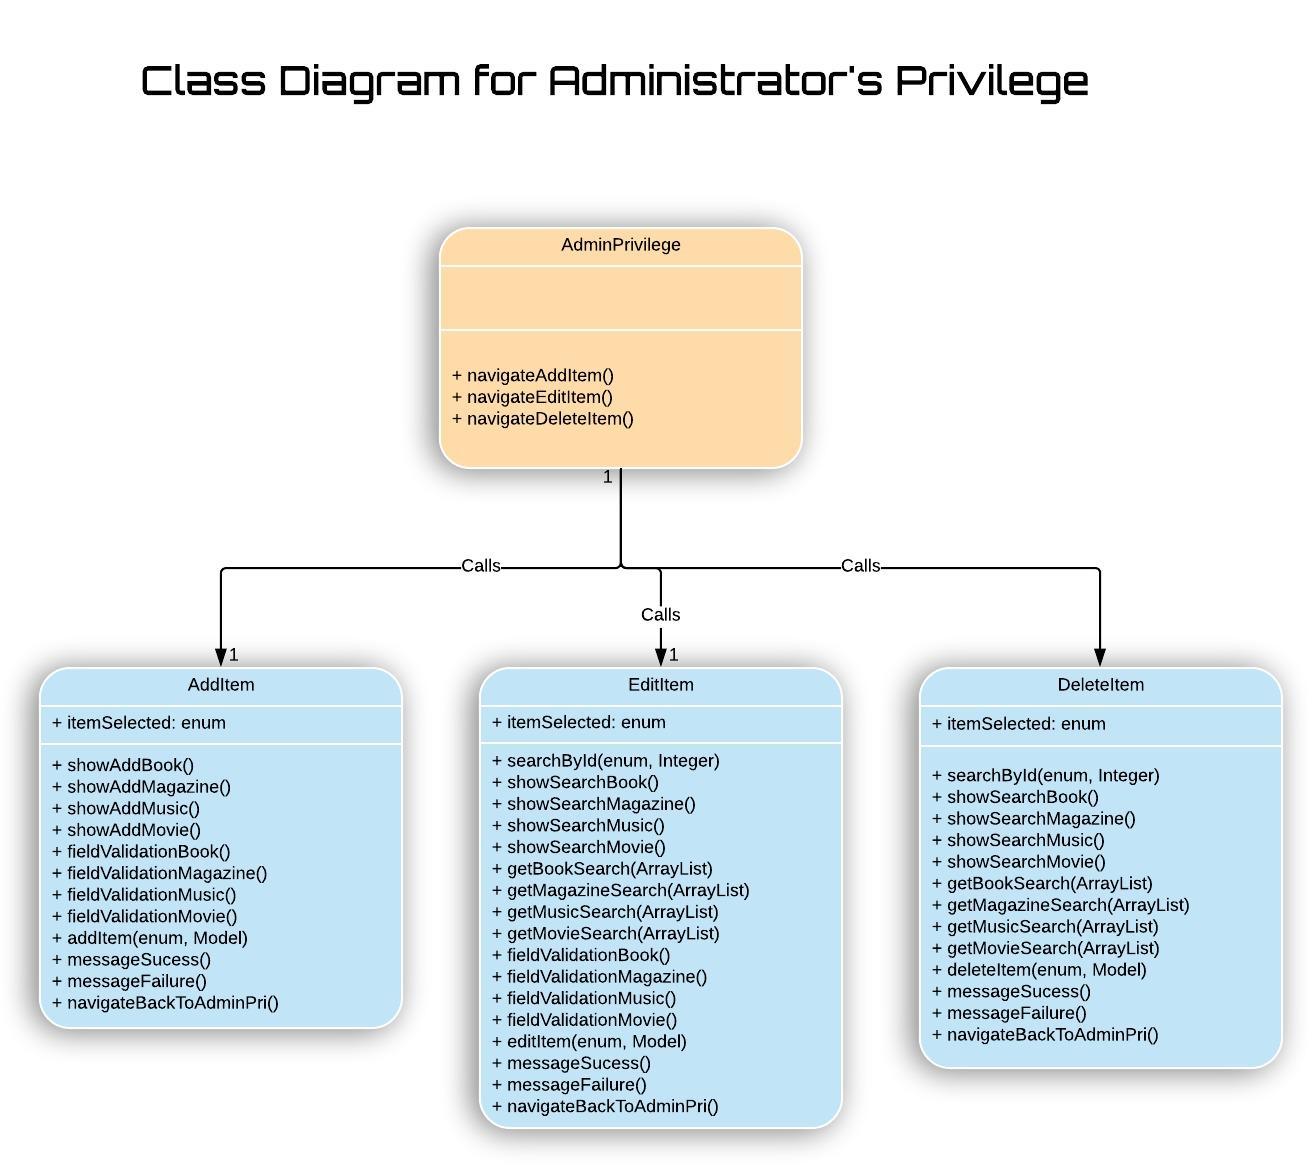 Class Diagram for Administrator's Privilege
AdminPrivilege
+ navigateAddItem()
+ navigateEditItem()
+ navigateDeleteItem()
1
Calls
Calls
Calls
1
1
AddItem
+ itemSelected: enum
+ showAddBook()
+ showAddMagazine()
+ showAddMusic()
+ showAddMovie()
+ fieldValidationBook()
+ fieldValidationMagazine()
+ fieldValidationMusic()
+ fieldValidationMovie()
+ addItem(enum, Model)
+ messageSucess()
+ messageFailure()
+ navigateBackToAdminPri()
EditItem
+ itemSelected: enum
+ searchById(enum, Integer)
+ showSearchBook()
+ showSearchMagazine()
+ showSearchMusic()
+ showSearchMovie()
+ getBookSearch(ArrayList)
+ getMagazineSearch(ArrayList)
+ getMusicSearch(ArrayList)
+ getMovieSearch(ArrayList)
+ fieldValidationBook()
+ fieldValidationMagazine()
+ fieldValidationMusic()
+ fieldValidationMovie()
+ editItem(enum, Model)
+ messageSucess()
+ messageFailure()
+ navigateBackToAdminPri()
DeleteItem
+ itemSelected: enum
+ searchById(enum, Integer)
+ showSearchBook()
+ showSearchMagazine()
+ showSearchMusic()
+ showSearchMovie()
+ getBookSearch(ArrayList)
+ getMagazineSearch(ArrayList)
+ getMusicSearch(ArrayList)
+ getMovieSearch(ArrayList)
+ deleteItem(enum, Model)
+ messageSucess()
+ messageFailure()
+ navigateBackToAdminPri()